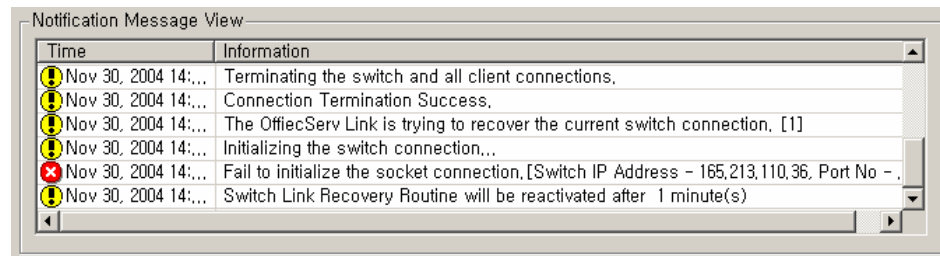 Notification Message View
Time Information
Nov 30, 2004 14:... Terminating the switch and all client connections.
Nov 30, 2004 14:... Connection Termination Success.
Nov 30, 2004 14:... The OffiecServ Link is trying to recover the current switch connection. [1]
Nov 30, 2004 14:... Initializing the switch connection...
Nov 30, 2004 14:... Fail to initialize the socket connection.[Switch IP Address - 165.213.110.36, Port No - .
Nov 30, 2004 14:... Switch Link Recovery Routine will be reactivated after 1 minute(s)